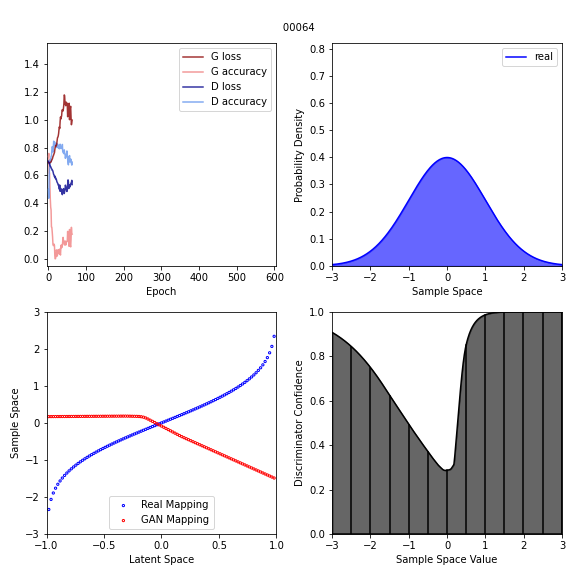 00064
1.4
1.2
1.0
0.8
0.6
0.4
0.2
0.0
G loss
G accuracy
D loss
D accuracy
0 100 200 300 400 500 600
Epoch
Probability Density
0.8
0.7
0.6
0.5
0.4
0.3
0.2
0.1
0.0
real
−3 −2 −1 0 1 2 3
Sample Space
Sample Space
3
2
1
0
−1
−2
−3
Real Mapping
GAN Mapping
−1.0 −0.5 0.0 0.5 1.0
Latent Space
Discriminator Confidence
1.0
0.8
0.6
0.4
0.2
0.0
−3 −2 −1 0 1 2 3
Sample Space Value